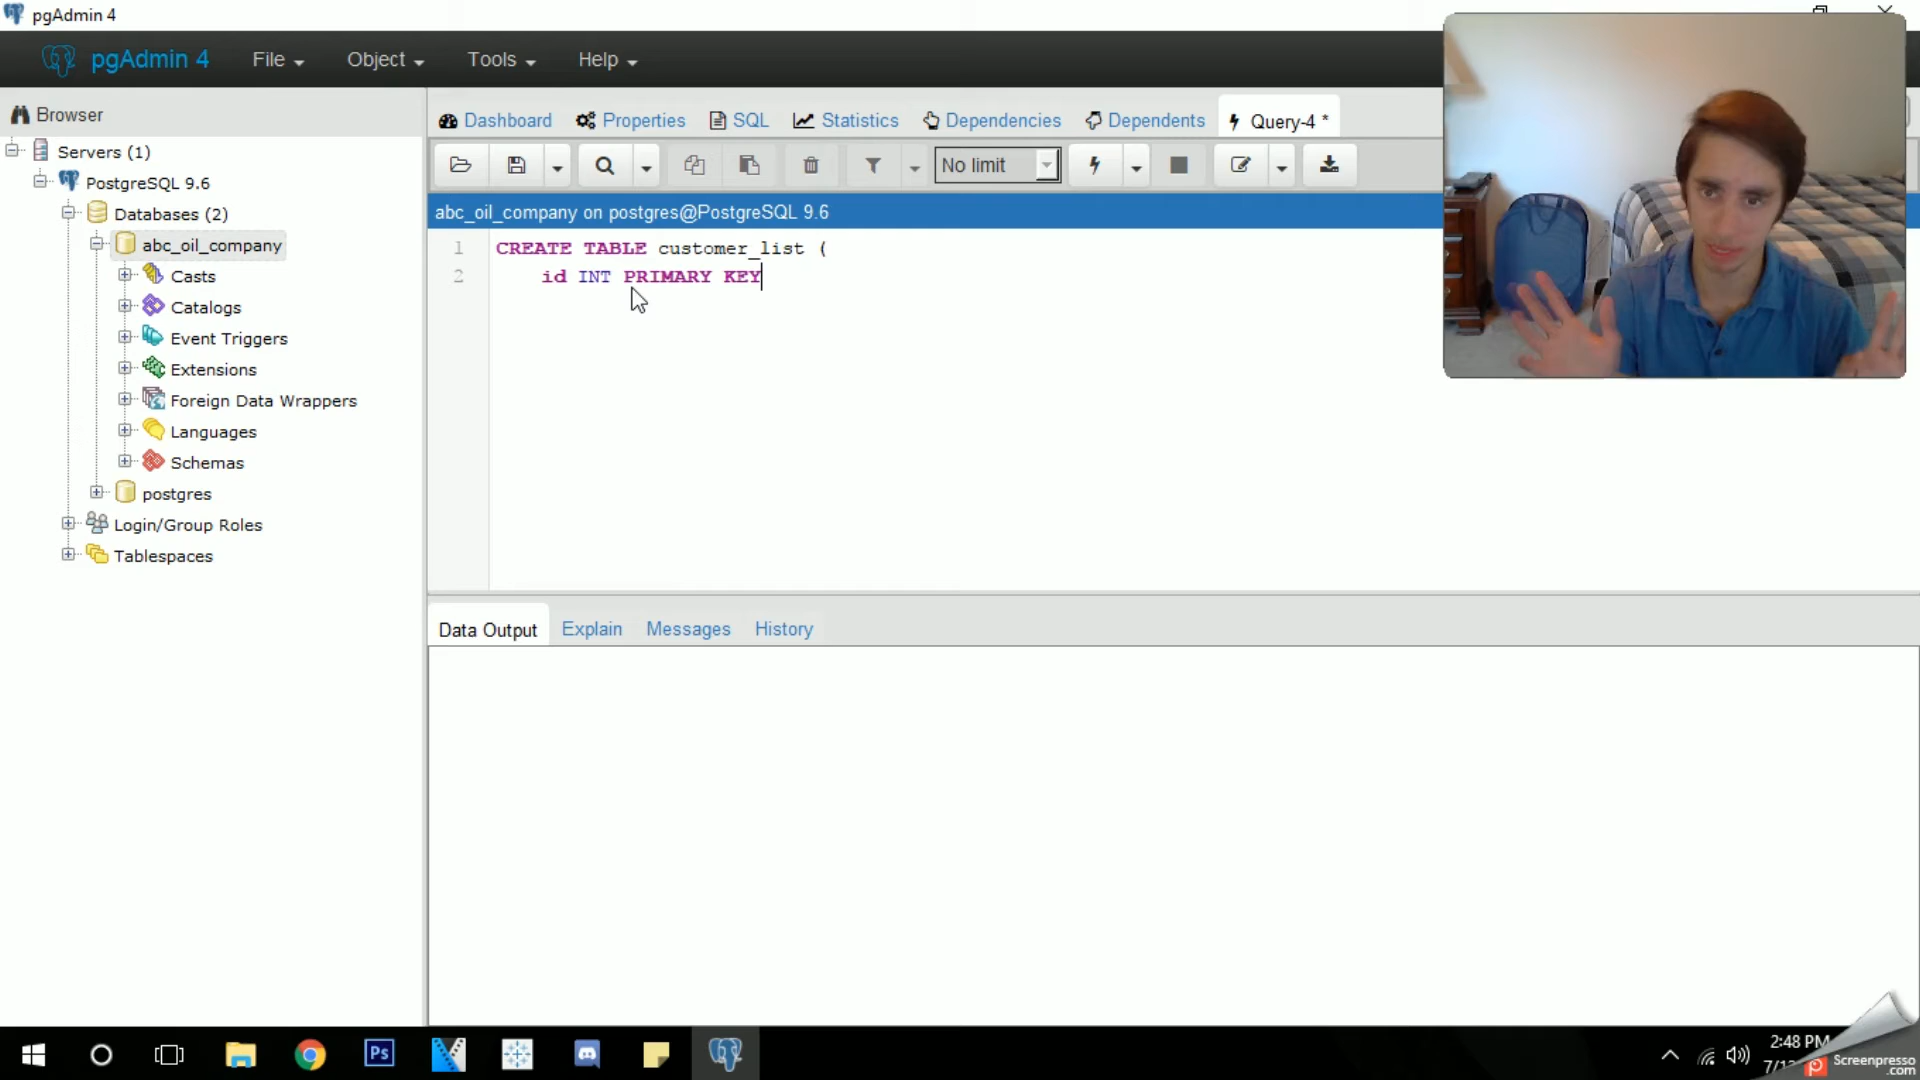 pgAdmin 4
pgAdmin 4 File Object Tools Help
Browser
Servers (1)
PostgreSQL 9.6
Databases (2)
abc_oil_company
Casts
Catalogs
Event Triggers
Extensions
Foreign Data Wrappers
Languages
Schemas
postgres
Login/Group Roles
Tablespaces
Dashboard Properties SQL Statistics Dependencies Dependents Query-4 *
No limit
abc_oil_company on postgres@PostgreSQL 9.6
1 CREATE TABLE customer_list (
2 id INT PRIMARY KEY
Data Output Explain Messages History
Ps
2:48 PM
Screenpresso
.com